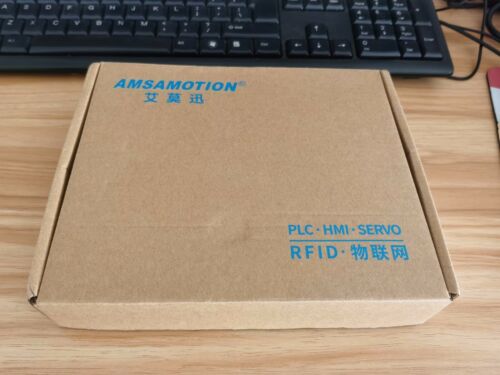 AMSAMOTION®
艾莫迅
PLC·HMI·SERVO
RFID·物联网